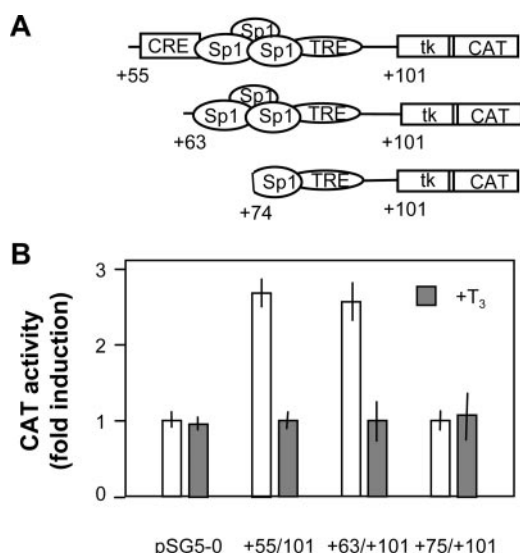 A
CRE Sp1 Sp1 Sp1 TRE tk CAT
+55 +101
Sp1 Sp1 Sp1 TRE tk CAT
+63 +101
Sp1 TRE tk CAT
+74 +101
B
CAT activity
(fold induction)
3
2
1
0
+T3
pSG5-0 +55/101 +63/+101 +75/+101